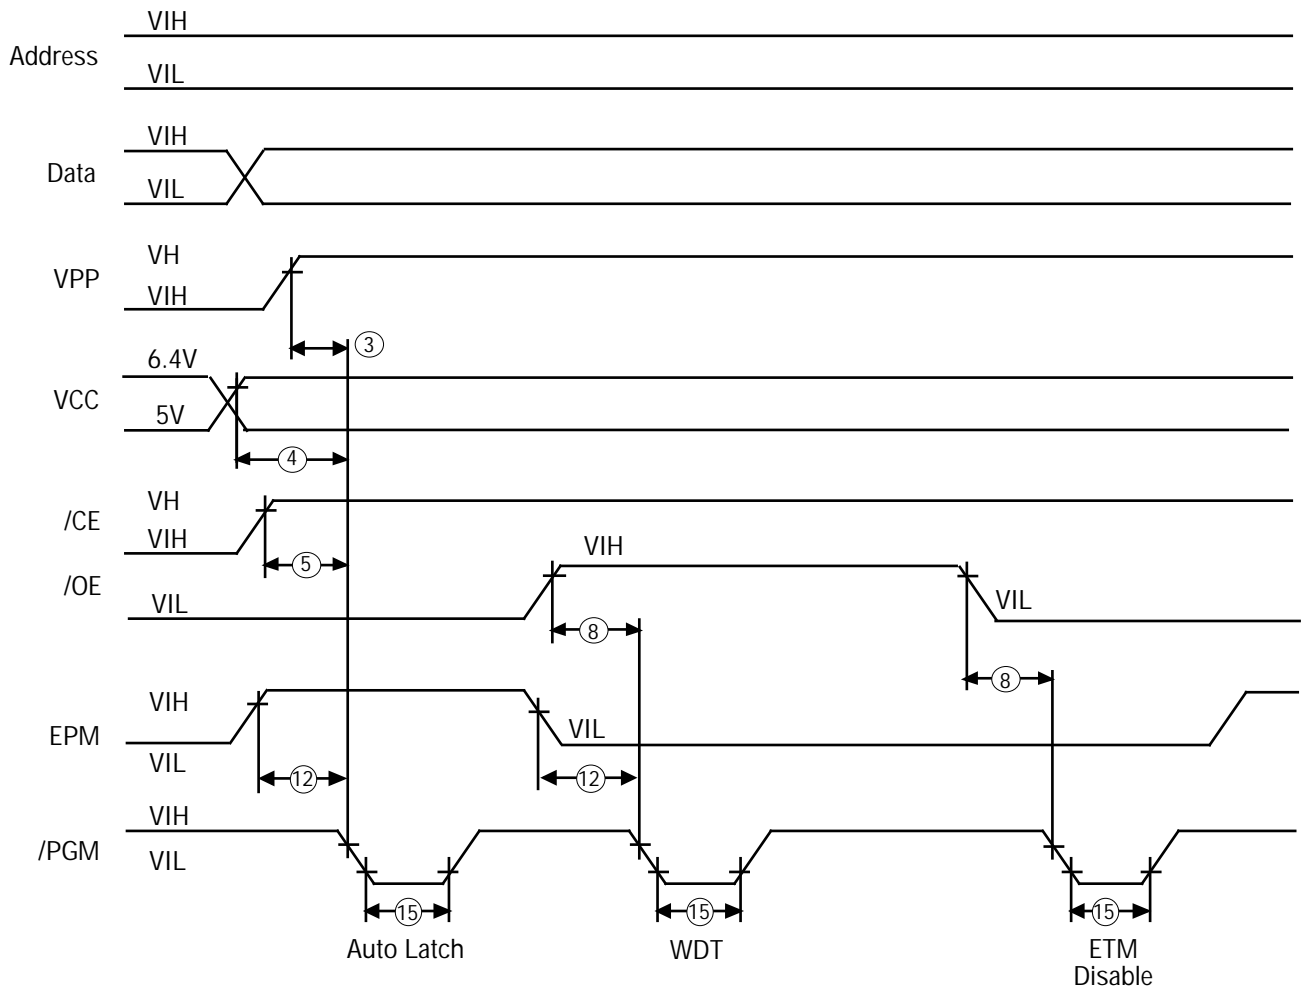 VIH
Address
VIL
VIH
Data
VIL
VH
VPP
VIH
3
6.4V
VCC
5V
4
VH
/CE
VIH
5
VIH
/OE
VIL
VIL
8
8
VIH
EPM
VIL
VIL
12
12
VIH
/PGM
VIL
15
15
15
Auto Latch
WDT
ETM
Disable